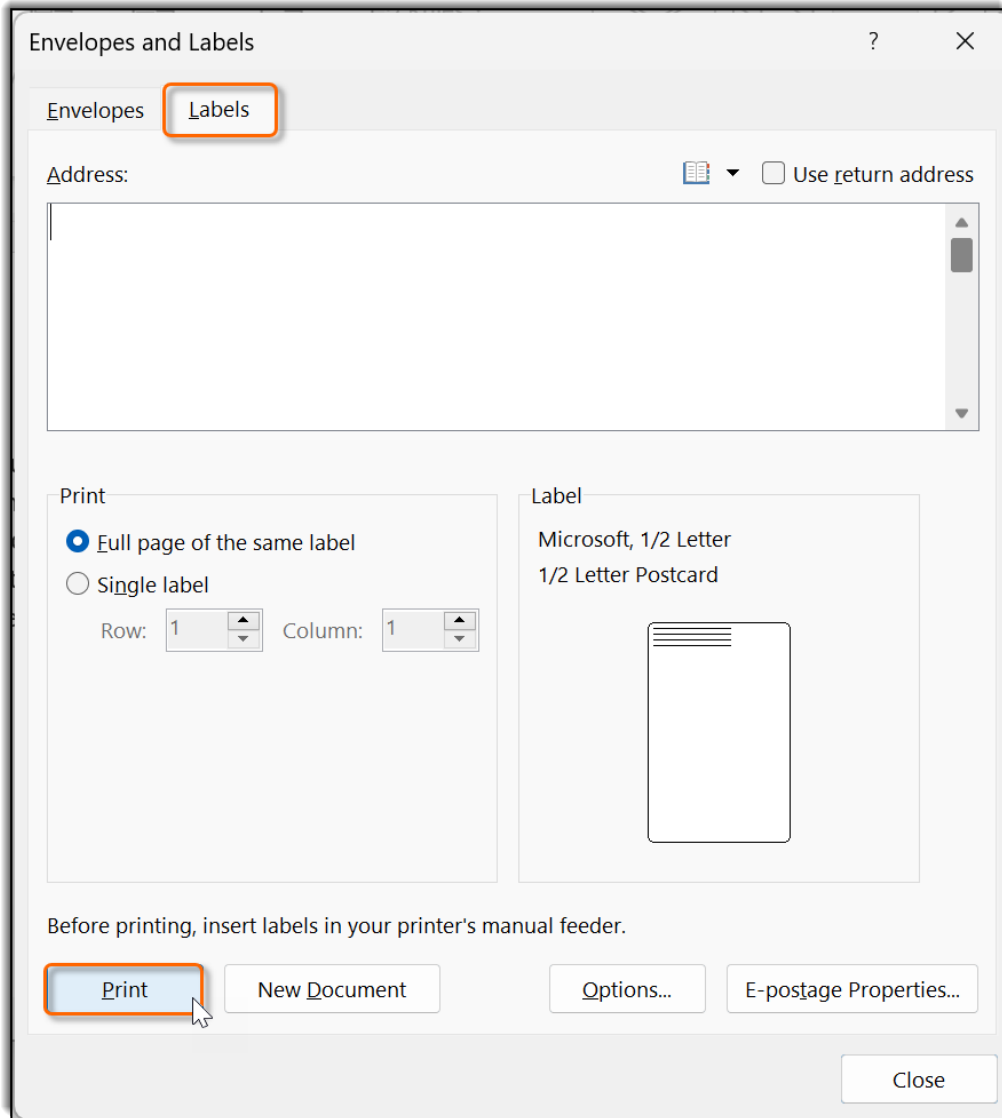 Envelopes and Labels ?
Envelopes Labels
Address: Use return address
Print
Full page of the same label
Single label
Row: 1 Column: 1
Label
Microsoft, 1/2 Letter
1/2 Letter Postcard
Before printing, insert labels in your printer's manual feeder.
Print New Document Options... E-postage Properties...
Close